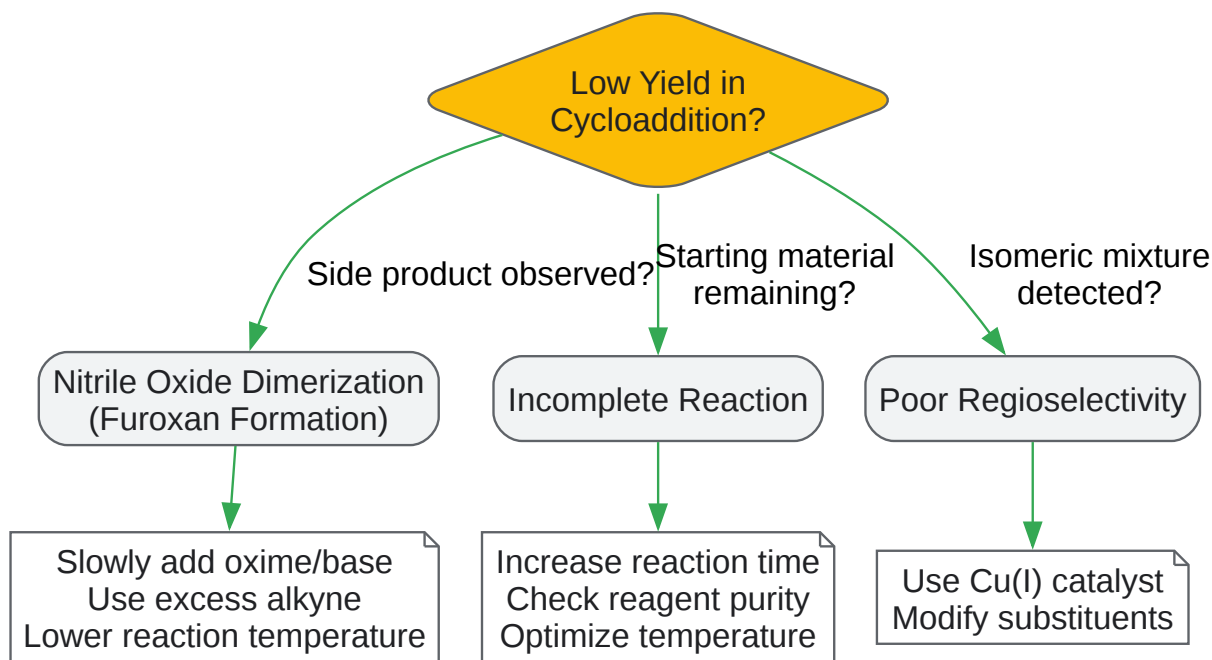 Low Yield in
Cycloaddition?
Side product observed?
Starting material
remaining?
Isomeric mixture
detected?
Nitrile Oxide Dimerization
(Furoxan Formation)
Incomplete Reaction
Poor Regioselectivity
Slowly add oxime/base
Use excess alkyne
Lower reaction temperature
Increase reaction time
Check reagent purity
Optimize temperature
Use Cu(I) catalyst
Modify substituents